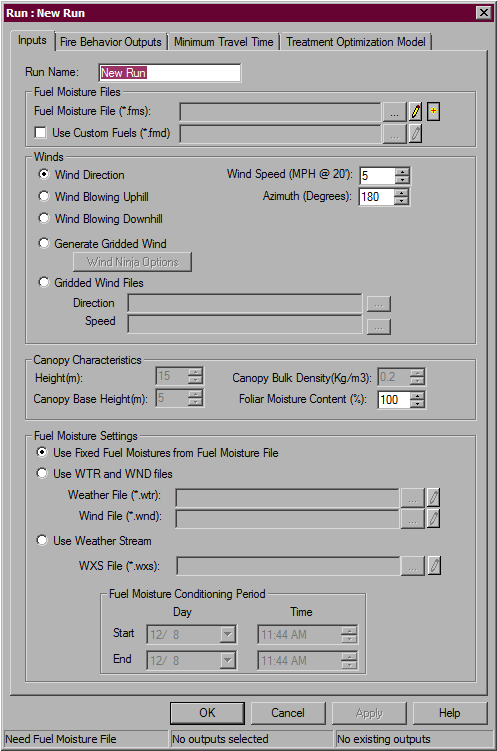 Run : New Run
Inputs Fire Behavior Outputs Minimum Travel Time Treatment Optimization Model
Run Name: New Run
Fuel Moisture Files
Fuel Moisture File (*.fms): ...
Use Custom Fuels (*.fmd) ...
Winds
Wind Direction Wind Speed (MPH @ 20'): 5
Wind Blowing Uphill Azimuth (Degrees): 180
Wind Blowing Downhill
Generate Gridded Wind
Wind Ninja Options
Gridded Wind Files
Direction ...
Speed ...
Canopy Characteristics
Height(m): 15 Canopy Bulk Density(Kg/m3): 0.2
Canopy Base Height(m): 5 Foliar Moisture Content (%): 100
Fuel Moisture Settings
Use Fixed Fuel Moistures from Fuel Moisture File
Use WTR and WND files
Weather File (*.wtr): ...
Wind File (*.wnd): ...
Use Weather Stream
WXS File (*.wxs): ...
Fuel Moisture Conditioning Period
Day Time
Start 12/ 8 11:44 AM
End 12/ 8 11:44 AM
OK Cancel Apply Help
Need Fuel Moisture File No outputs selected No existing outputs